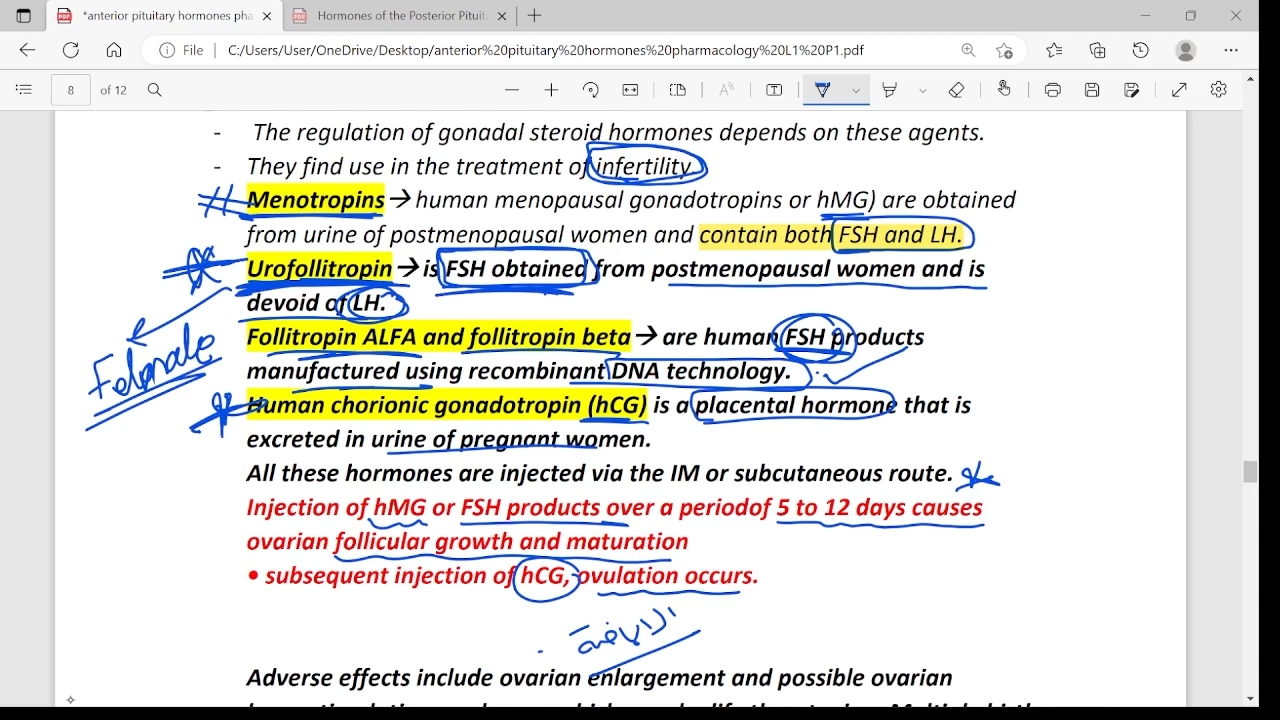 *anterior pituitary hormones pha
Hormones of the Posterior Pituit
File
C:/Users/User/OneDrive/Desktop/anterior%20pituitary%20hormones%20pharmacology%20L1%20P1.pdf
8 of 12
- The regulation of gonadal steroid hormones depends on these agents.
- They find use in the treatment of infertility.
Menotropins → human menopausal gonadotropins or hMG) are obtained
from urine of postmenopausal women and contain both FSH and LH.
Urofollitropin → is FSH obtained from postmenopausal women and is
devoid of LH.
Follitropin ALFA and follitropin beta → are human FSH products
manufactured using recombinant DNA technology.
Human chorionic gonadotropin (hCG) is a placental hormone that is
excreted in urine of pregnant women.
All these hormones are injected via the IM or subcutaneous route.
Injection of hMG or FSH products over a periodof 5 to 12 days causes
ovarian follicular growth and maturation
• subsequent injection of hCG, ovulation occurs.
Adverse effects include ovarian enlargement and possible ovarian